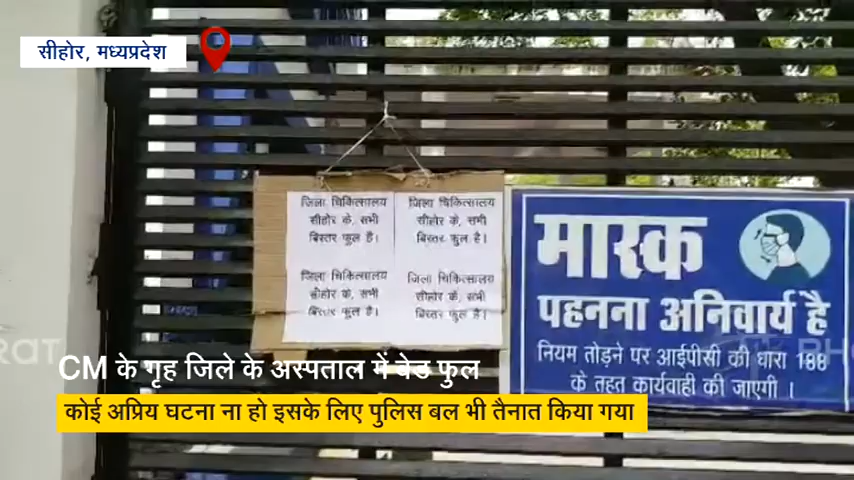 सीहोर, मध्यप्रदेश
जिला चिकित्सालय
सीहोर के, सभी
बिस्तर फुल है।
जिला चिकित्सालय
सीहोर के, सभी
बिस्तर फुल है।
जिला चिकित्सालय
सीहोर के, सभी
बिस्तर फुल है।
जिला चिकित्सालय
सीहोर के, सभी
बिस्तर फुल है।
मास्क
पहनना अनिवार्य है
नियम तोड़ने पर आईपीसी की धारा 188
के तहत कार्यवाही की जाएगी ।
CM के गृह जिले के अस्पताल में बेड फुल
कोई अप्रिय घटना ना हो इसके लिए पुलिस बल भी तैनात किया गया